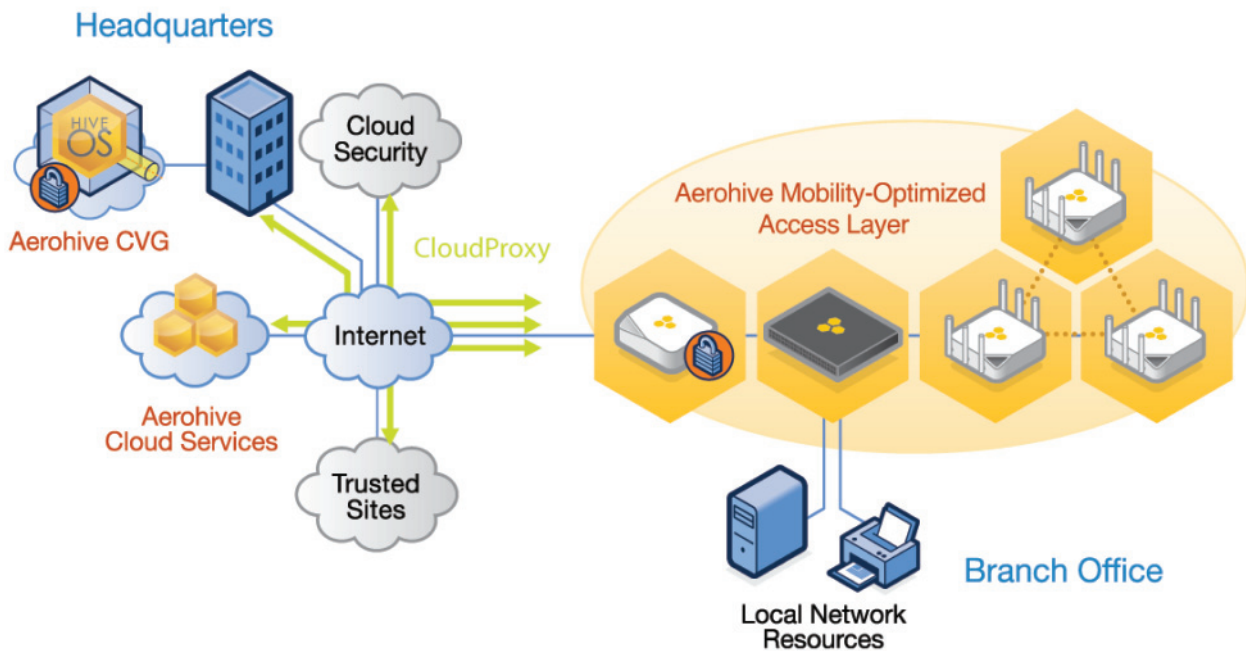 Headquarters
HIVE
OS
Aerohive CVG
Cloud
Security
CloudProxy
Aerohive Mobility-Optimized
Access Layer
Internet
Aerohive
Cloud Services
Trusted
Sites
Local Network
Resources
Branch Office